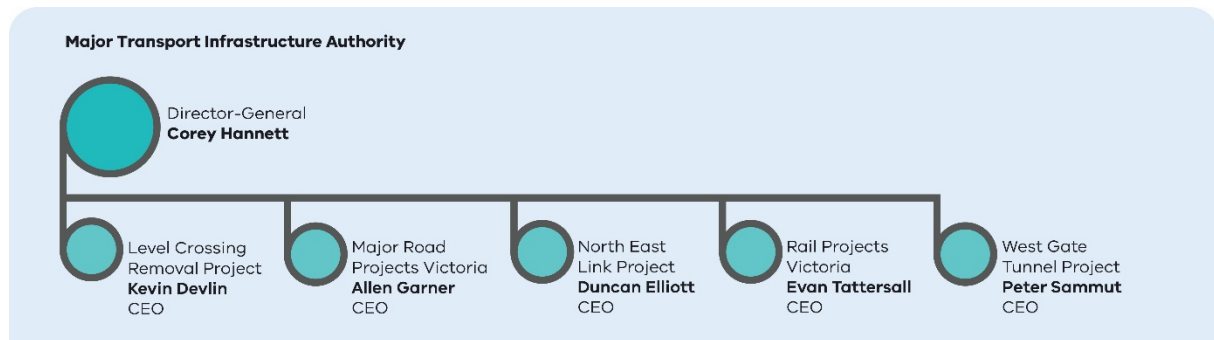 Major Transport Infrastructure Authority
Director-General
Corey Hannett
Level Crossing
Removal Project
Kevin Devlin
CEO
Major Road
Projects Victoria
Allen Garner
CEO
North East
Link Project
Duncan Elliott
CEO
Rail Projects
Victoria
Evan Tattersall
CEO
West Gate
Tunnel Project
Peter Sammut
CEO